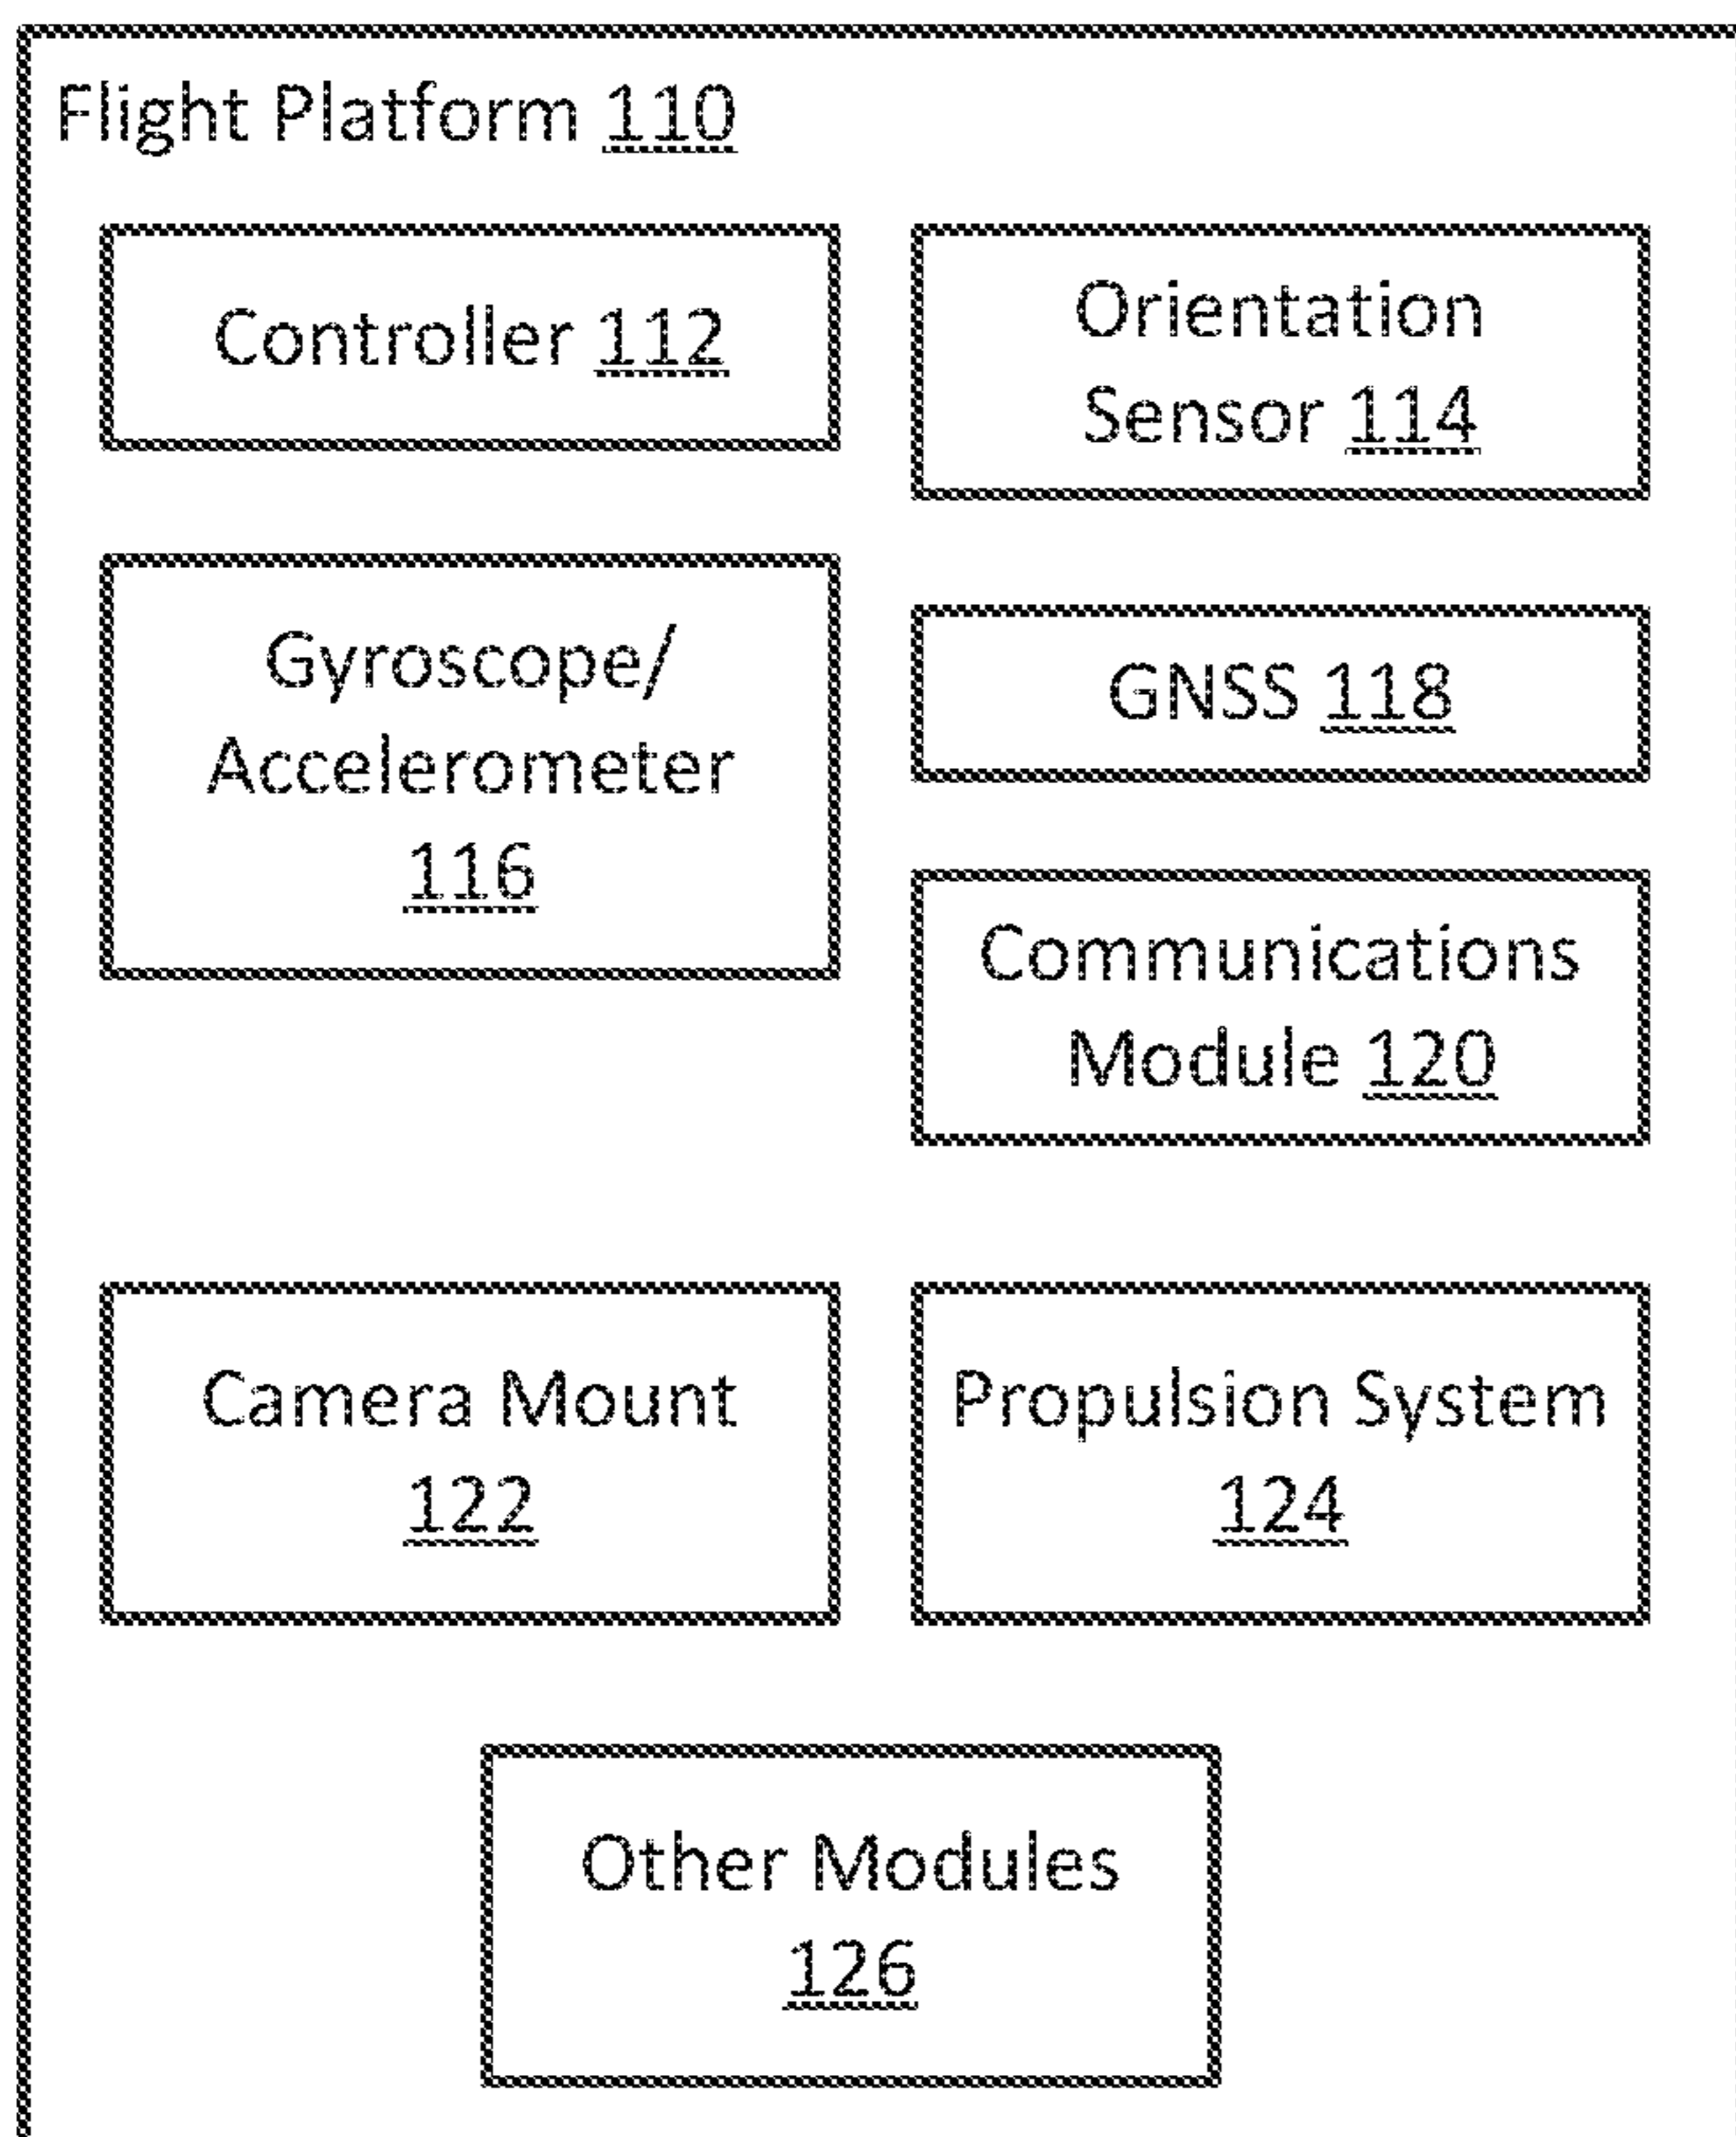 Flight Platform 110
Controller 112
Orientation
Sensor 114
Gyroscope/
Accelerometer
116
GNSS 118
Communications
Module 120
Camera Mount
122
Propulsion System
124
Other Modules
126